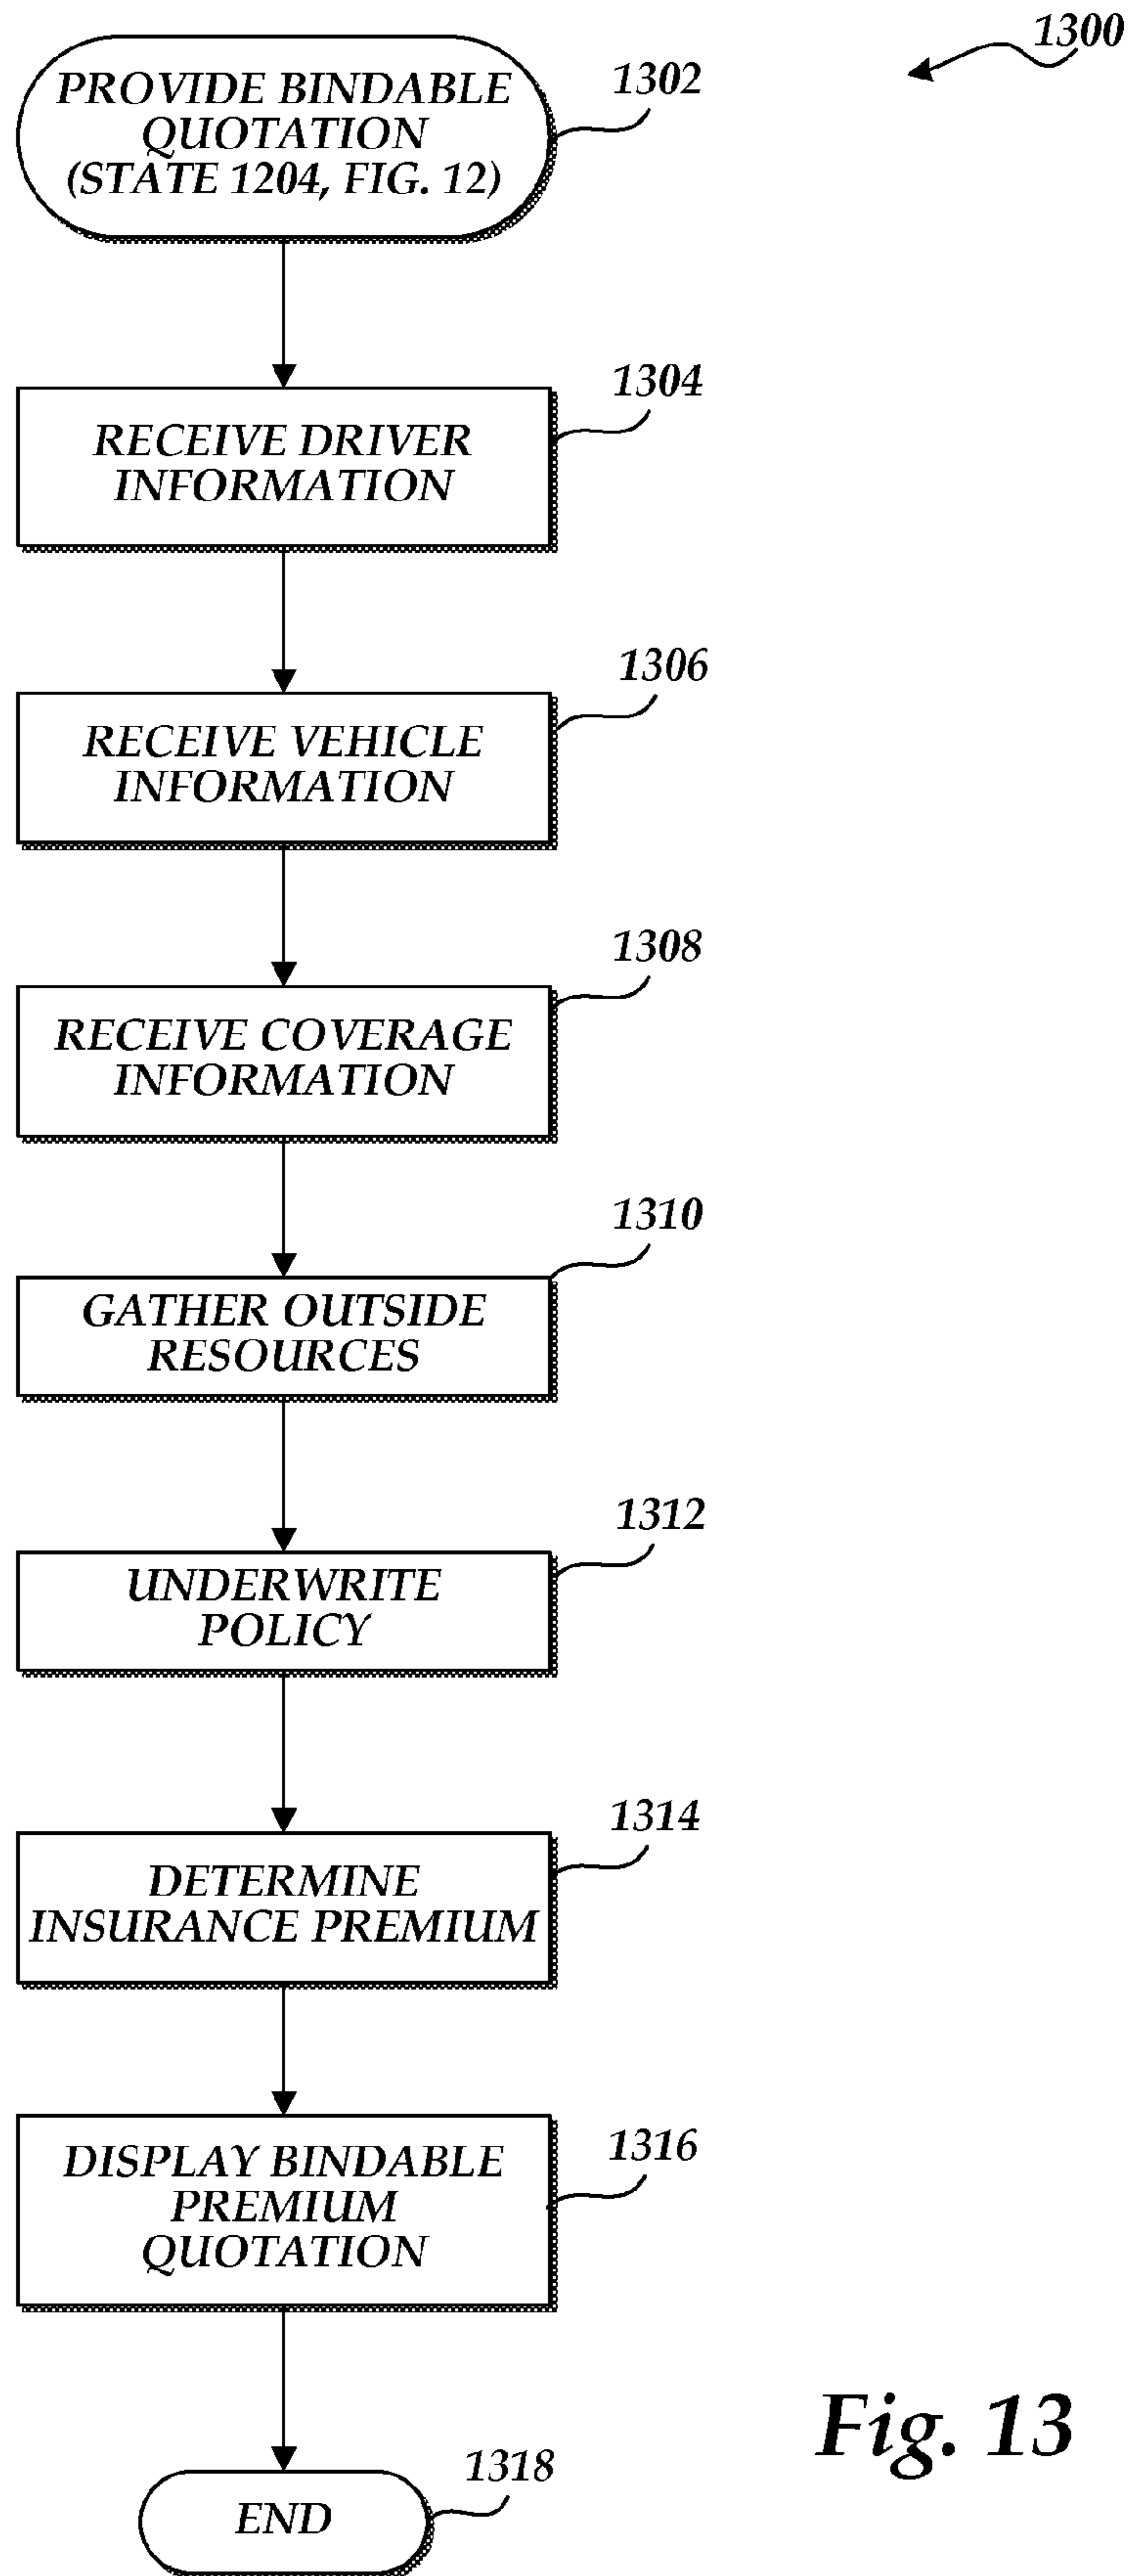 1300
PROVIDE BINDABLE
QUOTATION
(STATE 1204, FIG. 12)
1302
RECEIVE DRIVER
INFORMATION
1304
RECEIVE VEHICLE
INFORMATION
1306
RECEIVE COVERAGE
INFORMATION
1308
GATHER OUTSIDE
RESOURCES
1310
UNDERWRITE
POLICY
1312
DETERMINE
INSURANCE PREMIUM
1314
DISPLAY BINDABLE
PREMIUM
QUOTATION
1316
END
1318
Fig. 13